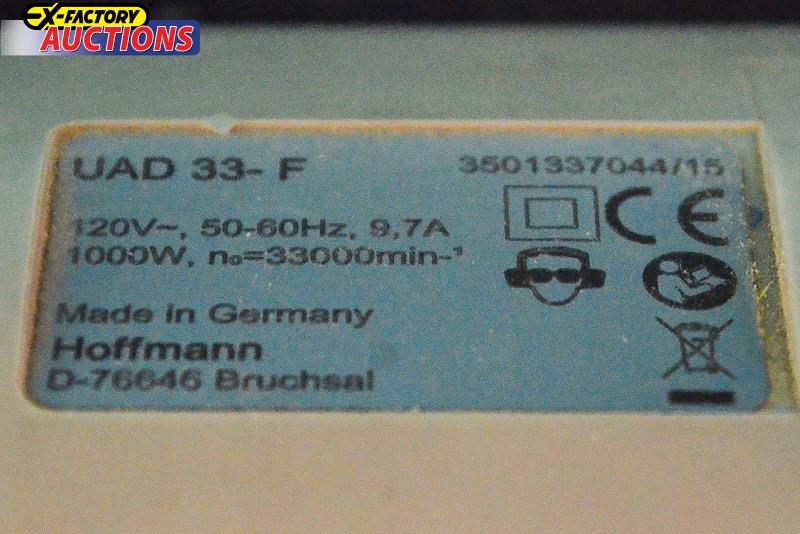 X-FACTORY
AUCTIONS
UAD 33- F
3501337044/15
120V~, 50-60Hz, 9,7A
1000W, n₀=33000min-¹
CE
Made in Germany
Hoffmann
D-76646 Bruchsal